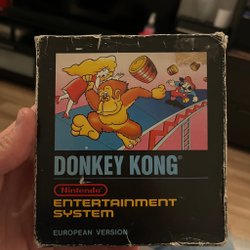 DONKEY KONG
Nintendo
ENTERTAINMENT
SYSTEM
EUROPEAN VERSION